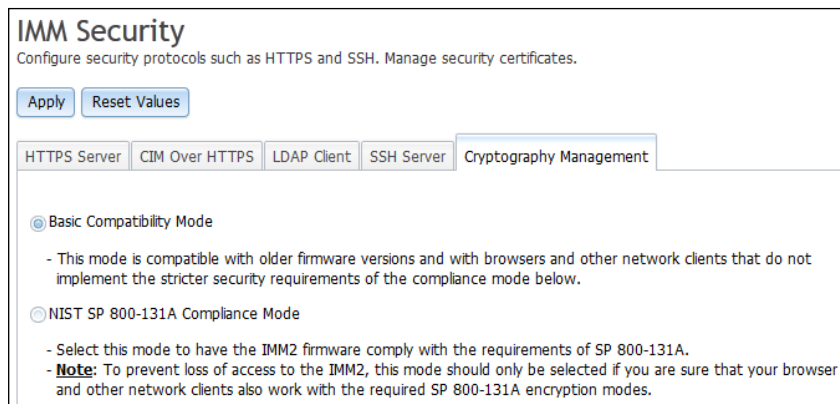 IMM Security
Configure security protocols such as HTTPS and SSH. Manage security certificates.
Apply Reset Values
HTTPS Server CIM Over HTTPS LDAP Client SSH Server Cryptography Management
Basic Compatibility Mode
- This mode is compatible with older firmware versions and with browsers and other network clients that do not
implement the stricter security requirements of the compliance mode below.
NIST SP 800-131A Compliance Mode
- Select this mode to have the IMM2 firmware comply with the requirements of SP 800-131A.
- Note: To prevent loss of access to the IMM2, this mode should only be selected if you are sure that your browser
and other network clients also work with the required SP 800-131A encryption modes.